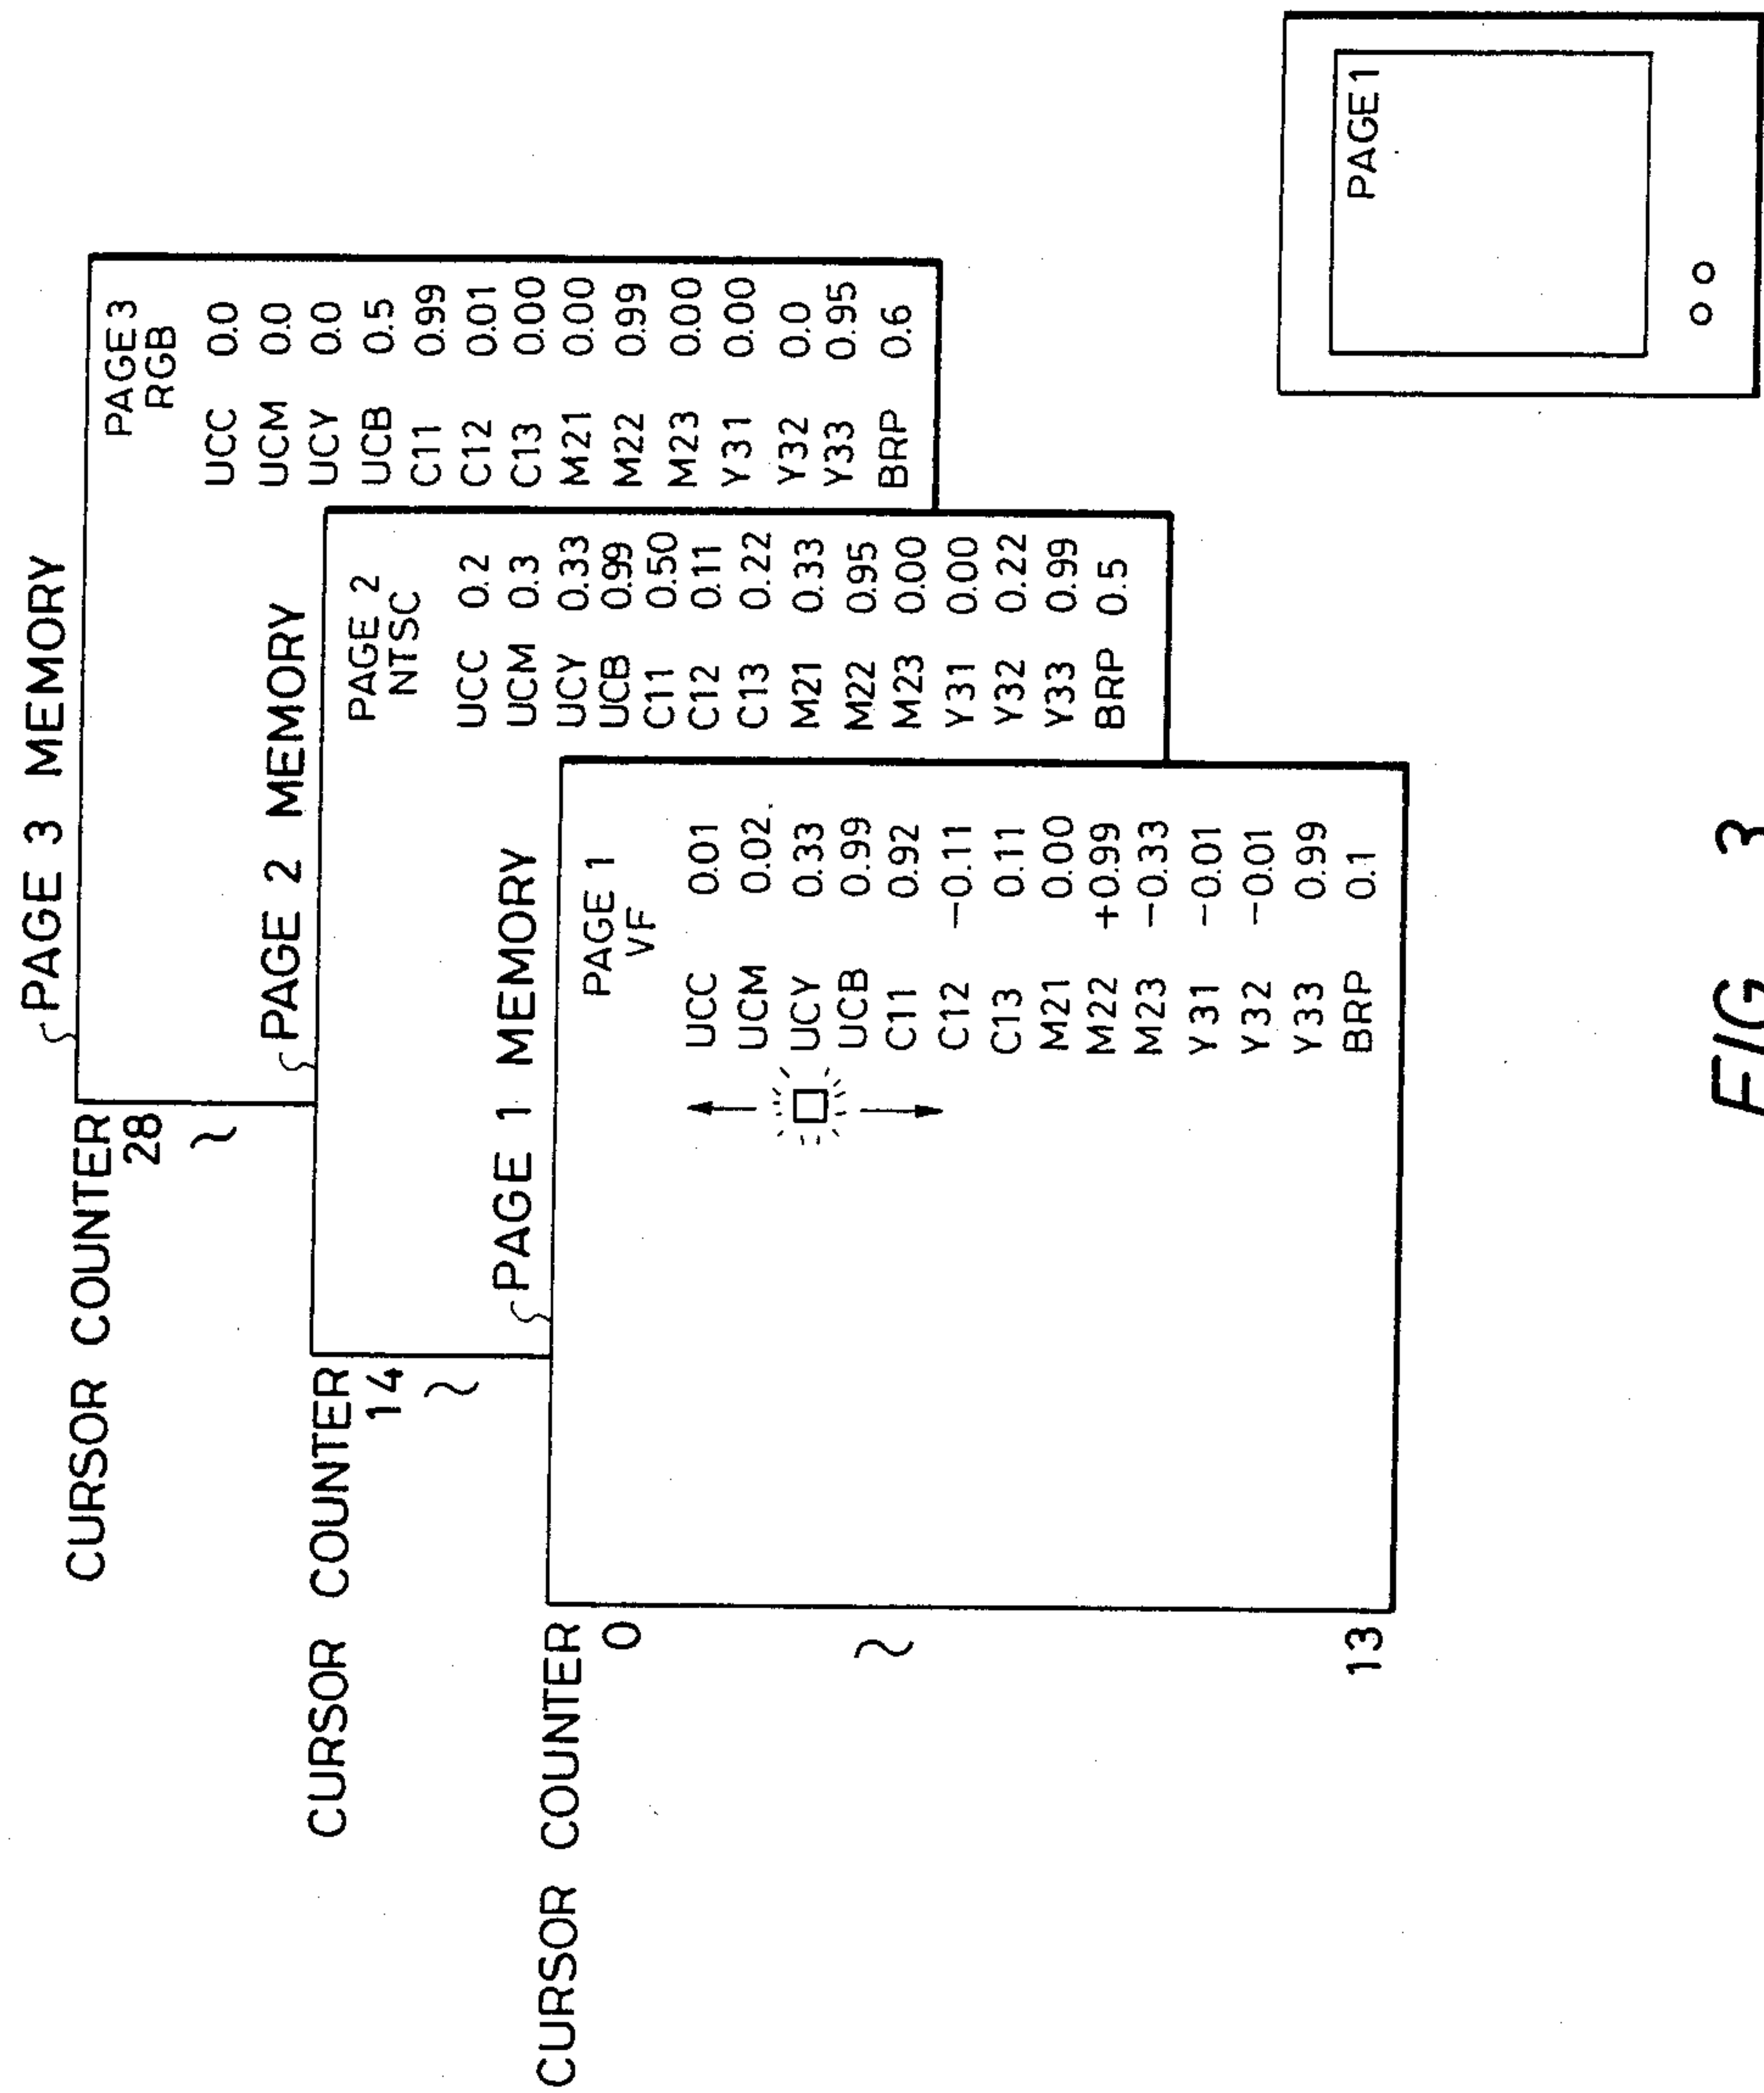 CURSOR COUNTER
28
PAGE 3 MEMORY
PAGE 3
RGB
UCC 0.0
UCM 0.0
UCY 0.0
UCB 0.5
C11 0.99
C12 0.01
C13 0.00
M21 0.00
M22 0.99
M23 0.00
Y31 0.00
Y32 0.0
Y33 0.95
BRP 0.6
CURSOR COUNTER
14
PAGE 2 MEMORY
PAGE 2
NTSC
UCC 0.2
UCM 0.3
UCY 0.33
UCB 0.99
C11 0.50
C12 0.11
C13 0.22
M21 0.33
M22 0.95
M23 0.00
Y31 0.00
Y32 0.22
Y33 0.99
BRP 0.5
CURSOR COUNTER
0
13
PAGE 1 MEMORY
PAGE 1
VF
UCC 0.01
UCM 0.02
UCY 0.33
UCB 0.99
C11 0.92
C12 -0.11
C13 0.11
M21 0.00
M22 +0.99
M23 -0.33
Y31 -0.01
Y32 -0.01
Y33 0.99
BRP 0.1
PAGE 1
FIG 3